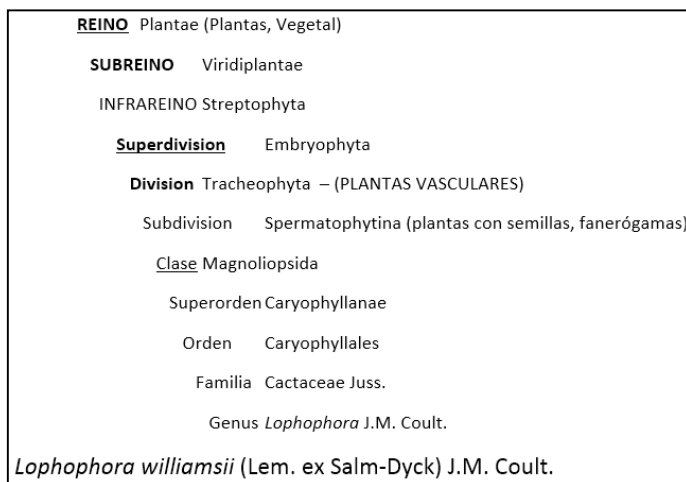 REINO Plantae (Plantas, Vegetal)
SUBREINO Viridiplantae
INFRAREINO Streptophyta
Superdivision Embryophyta
Division Tracheophyta – (PLANTAS VASCULARES)
Subdivision Spermatophytina (plantas con semillas, fanerógamas)
Clase Magnoliopsida
Superorden Caryophyllanae
Orden Caryophyllales
Familia Cactaceae Juss.
Genus Lophophora J.M. Coult.
Lophophora williamsii (Lem. ex Salm-Dyck) J.M. Coult.